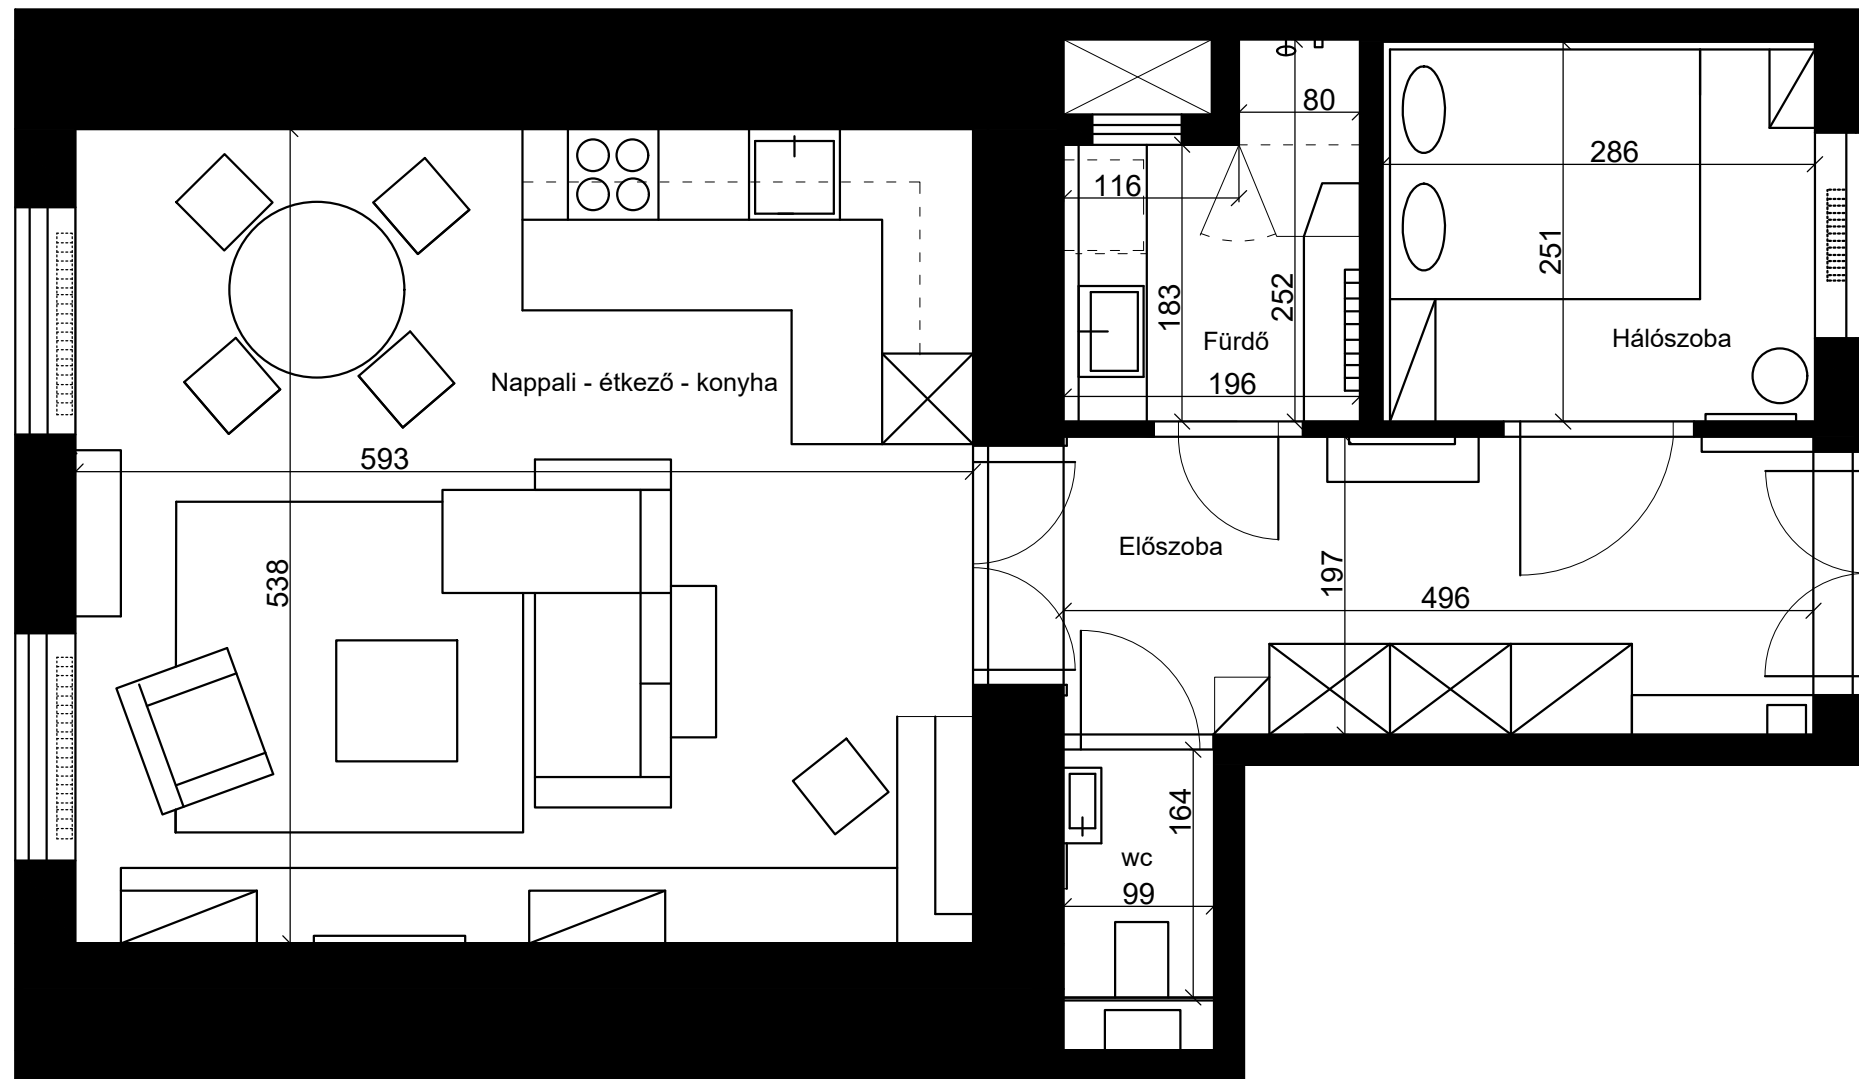 80
286
116
251
183
252
Fürdő
Hálószoba
Nappali - étkező - konyha
196
593
Előszoba
197
538
496
164
wc
99